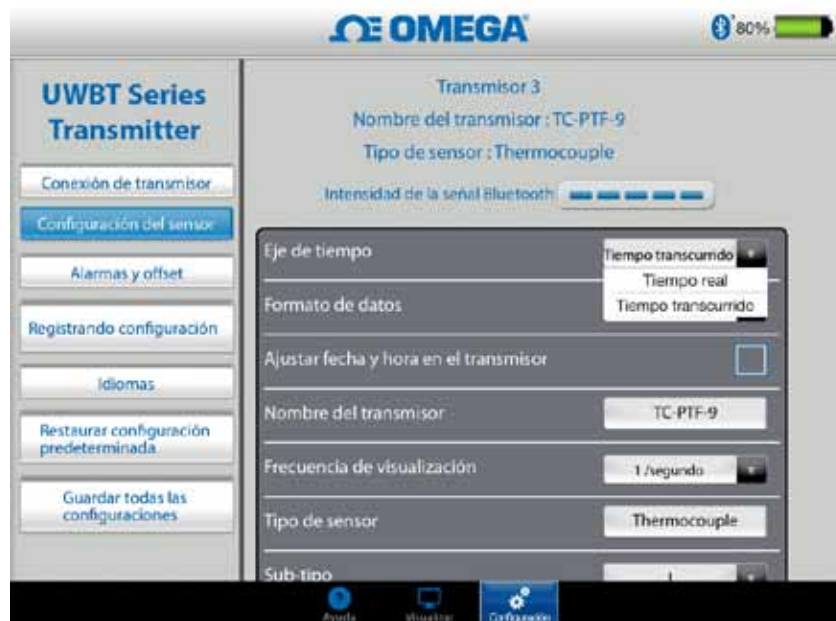 OMEGA
80%
UWBT Series
Transmitter
Conexión de transmisor
Configuración del sensor
Alarmas y offset
Registrando configuración
Idiomas
Restaurar configuración
predeterminada
Guardar todas las
configuraciones
Transmisor 3
Nombre del transmisor : TC-PTF-9
Tipo de sensor : Thermocouple
Intensidad de la señal Bluetooth
Eje de tiempo
Tiempo transcurrido
Tiempo real
Tiempo transcurrido
Formato de datos
Ajustar fecha y hora en el transmisor
Nombre del transmisor
TC-PTF-9
Frecuencia de visualización
1 /segundo
Tipo de sensor
Thermocouple
Sub-tipo
Ayuda
Visualizar
Configuración